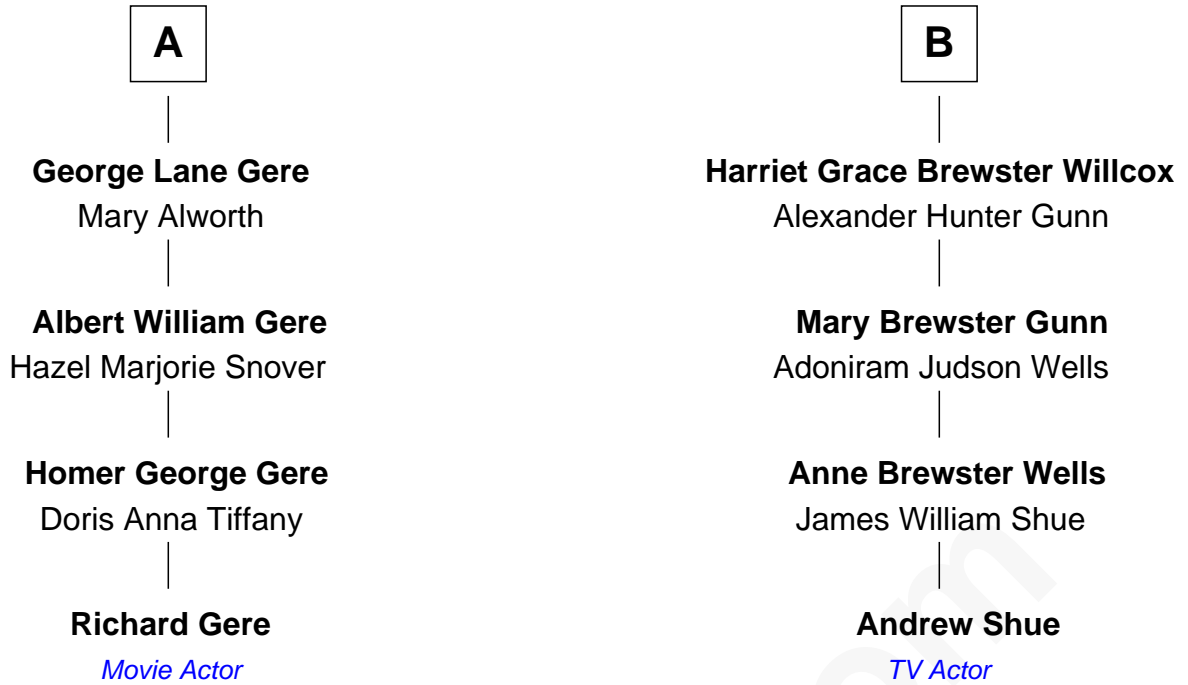 A
George Lane Gere
Mary Alworth
Albert William Gere
Hazel Marjorie Snover
Homer George Gere
Doris Anna Tiffany
Richard Gere
Movie Actor
B
Harriet Grace Brewster Willcox
Alexander Hunter Gunn
Mary Brewster Gunn
Adoniram Judson Wells
Anne Brewster Wells
James William Shue
Andrew Shue
TV Actor